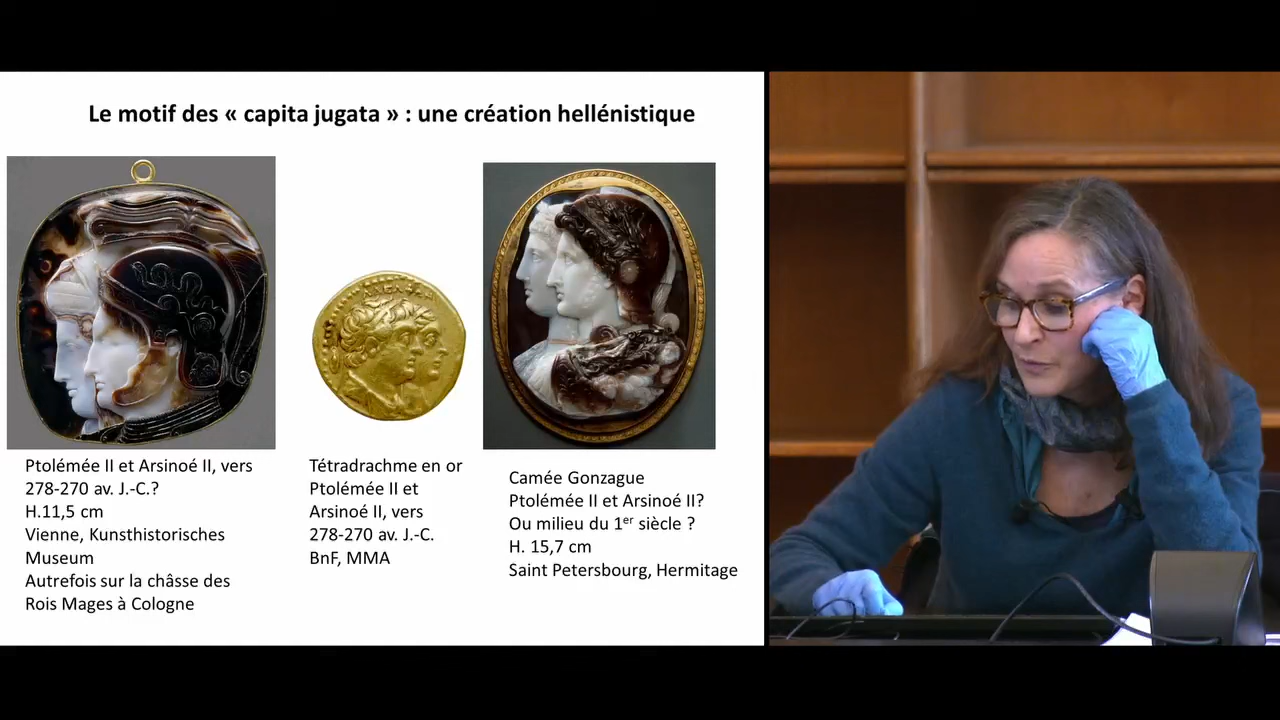 Le motif des « capita jugata » : une création hellénistique
Ptolémée II et Arsinoé II, vers
278-270 av. J.-C.?
H.11,5 cm
Vienne, Kunsthistorisches
Museum
Autrefois sur la châsse des
Rois Mages à Cologne
Tétradrachme en or
Ptolémée II et
Arsinoé II, vers
278-270 av. J.-C.
BnF, MMA
Camée Gonzague
Ptolémée II et Arsinoé II?
Ou milieu du 1er siècle ?
H. 15,7 cm
Saint Petersbourg, Hermitage